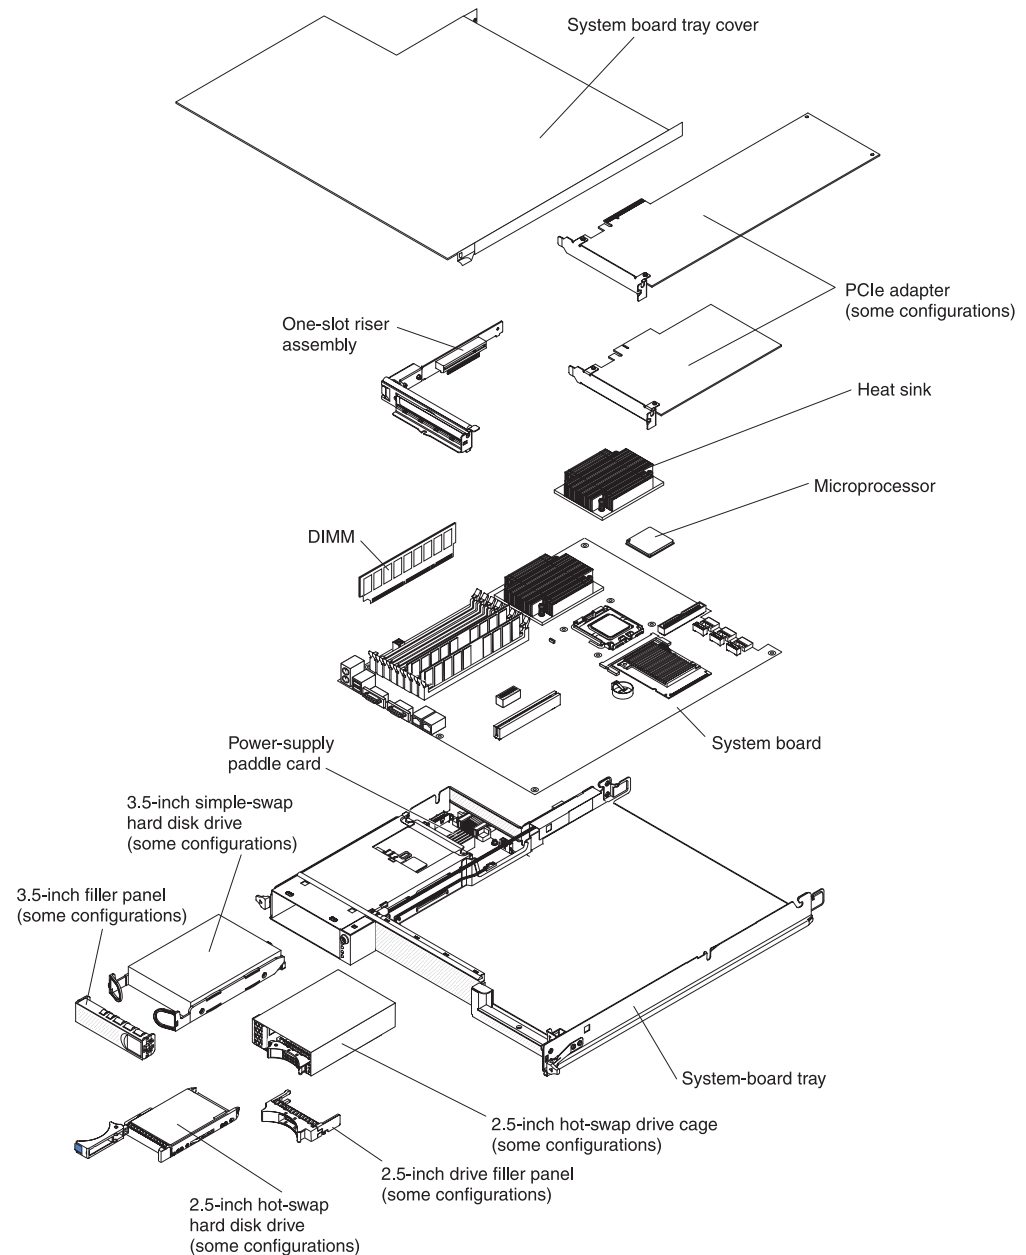 System board tray cover
PCIe adapter
(some configurations)
One-slot riser
assembly
Heat sink
Microprocessor
DIMM
System board
Power-supply
paddle card
3.5-inch simple-swap
hard disk drive
(some configurations)
3.5-inch filler panel
(some configurations)
System-board tray
2.5-inch hot-swap drive cage
(some configurations)
2.5-inch drive filler panel
(some configurations)
2.5-inch hot-swap
hard disk drive
(some configurations)